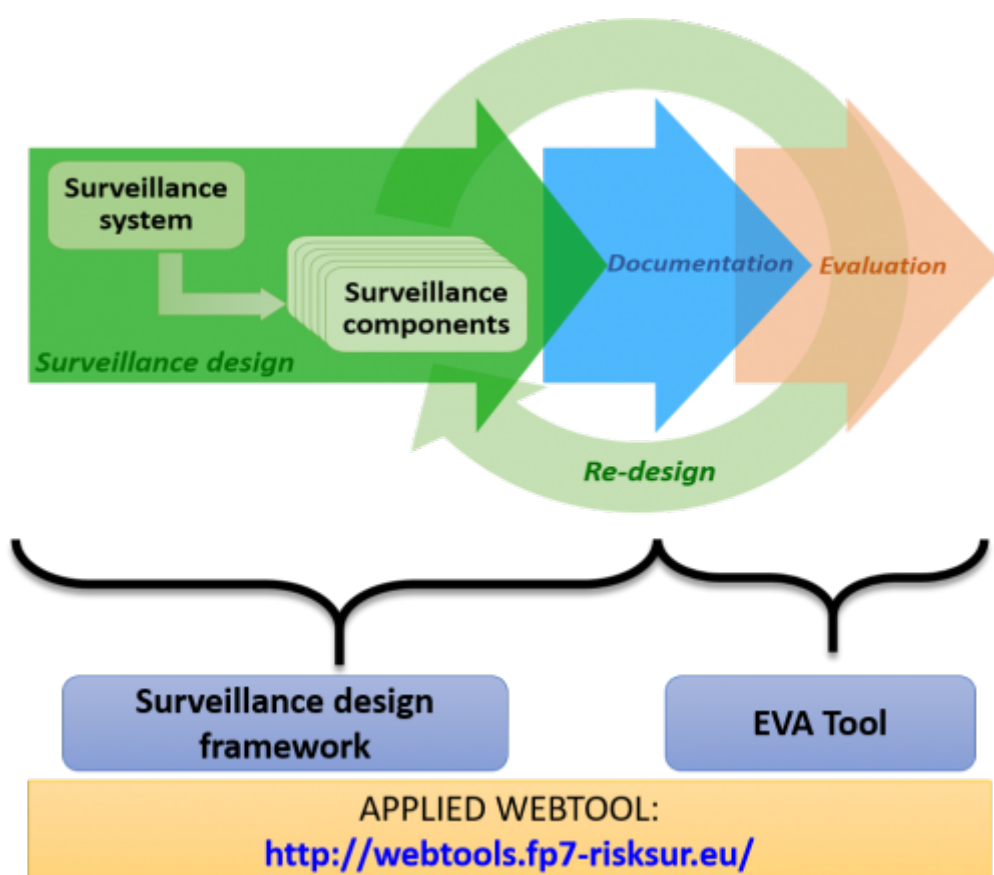 Surveillance
system
Surveillance
components
Surveillance design
Documentation
Evaluation
Re-design
Surveillance design
framework
EVA Tool
APPLIED WEBTOOL:
http://webtools.fp7-risksur.eu/